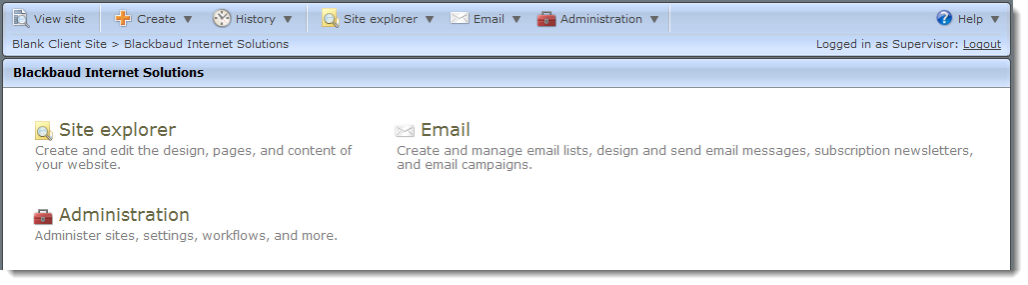 View site Create History Site explorer Email Administration Help
Blank Client Site > Blackbaud Internet Solutions Logged in as Supervisor: Logout
Blackbaud Internet Solutions
Site explorer
Create and edit the design, pages, and content of
your website.
Email
Create and manage email lists, design and send email messages, subscription newsletters,
and email campaigns.
Administration
Administer sites, settings, workflows, and more.